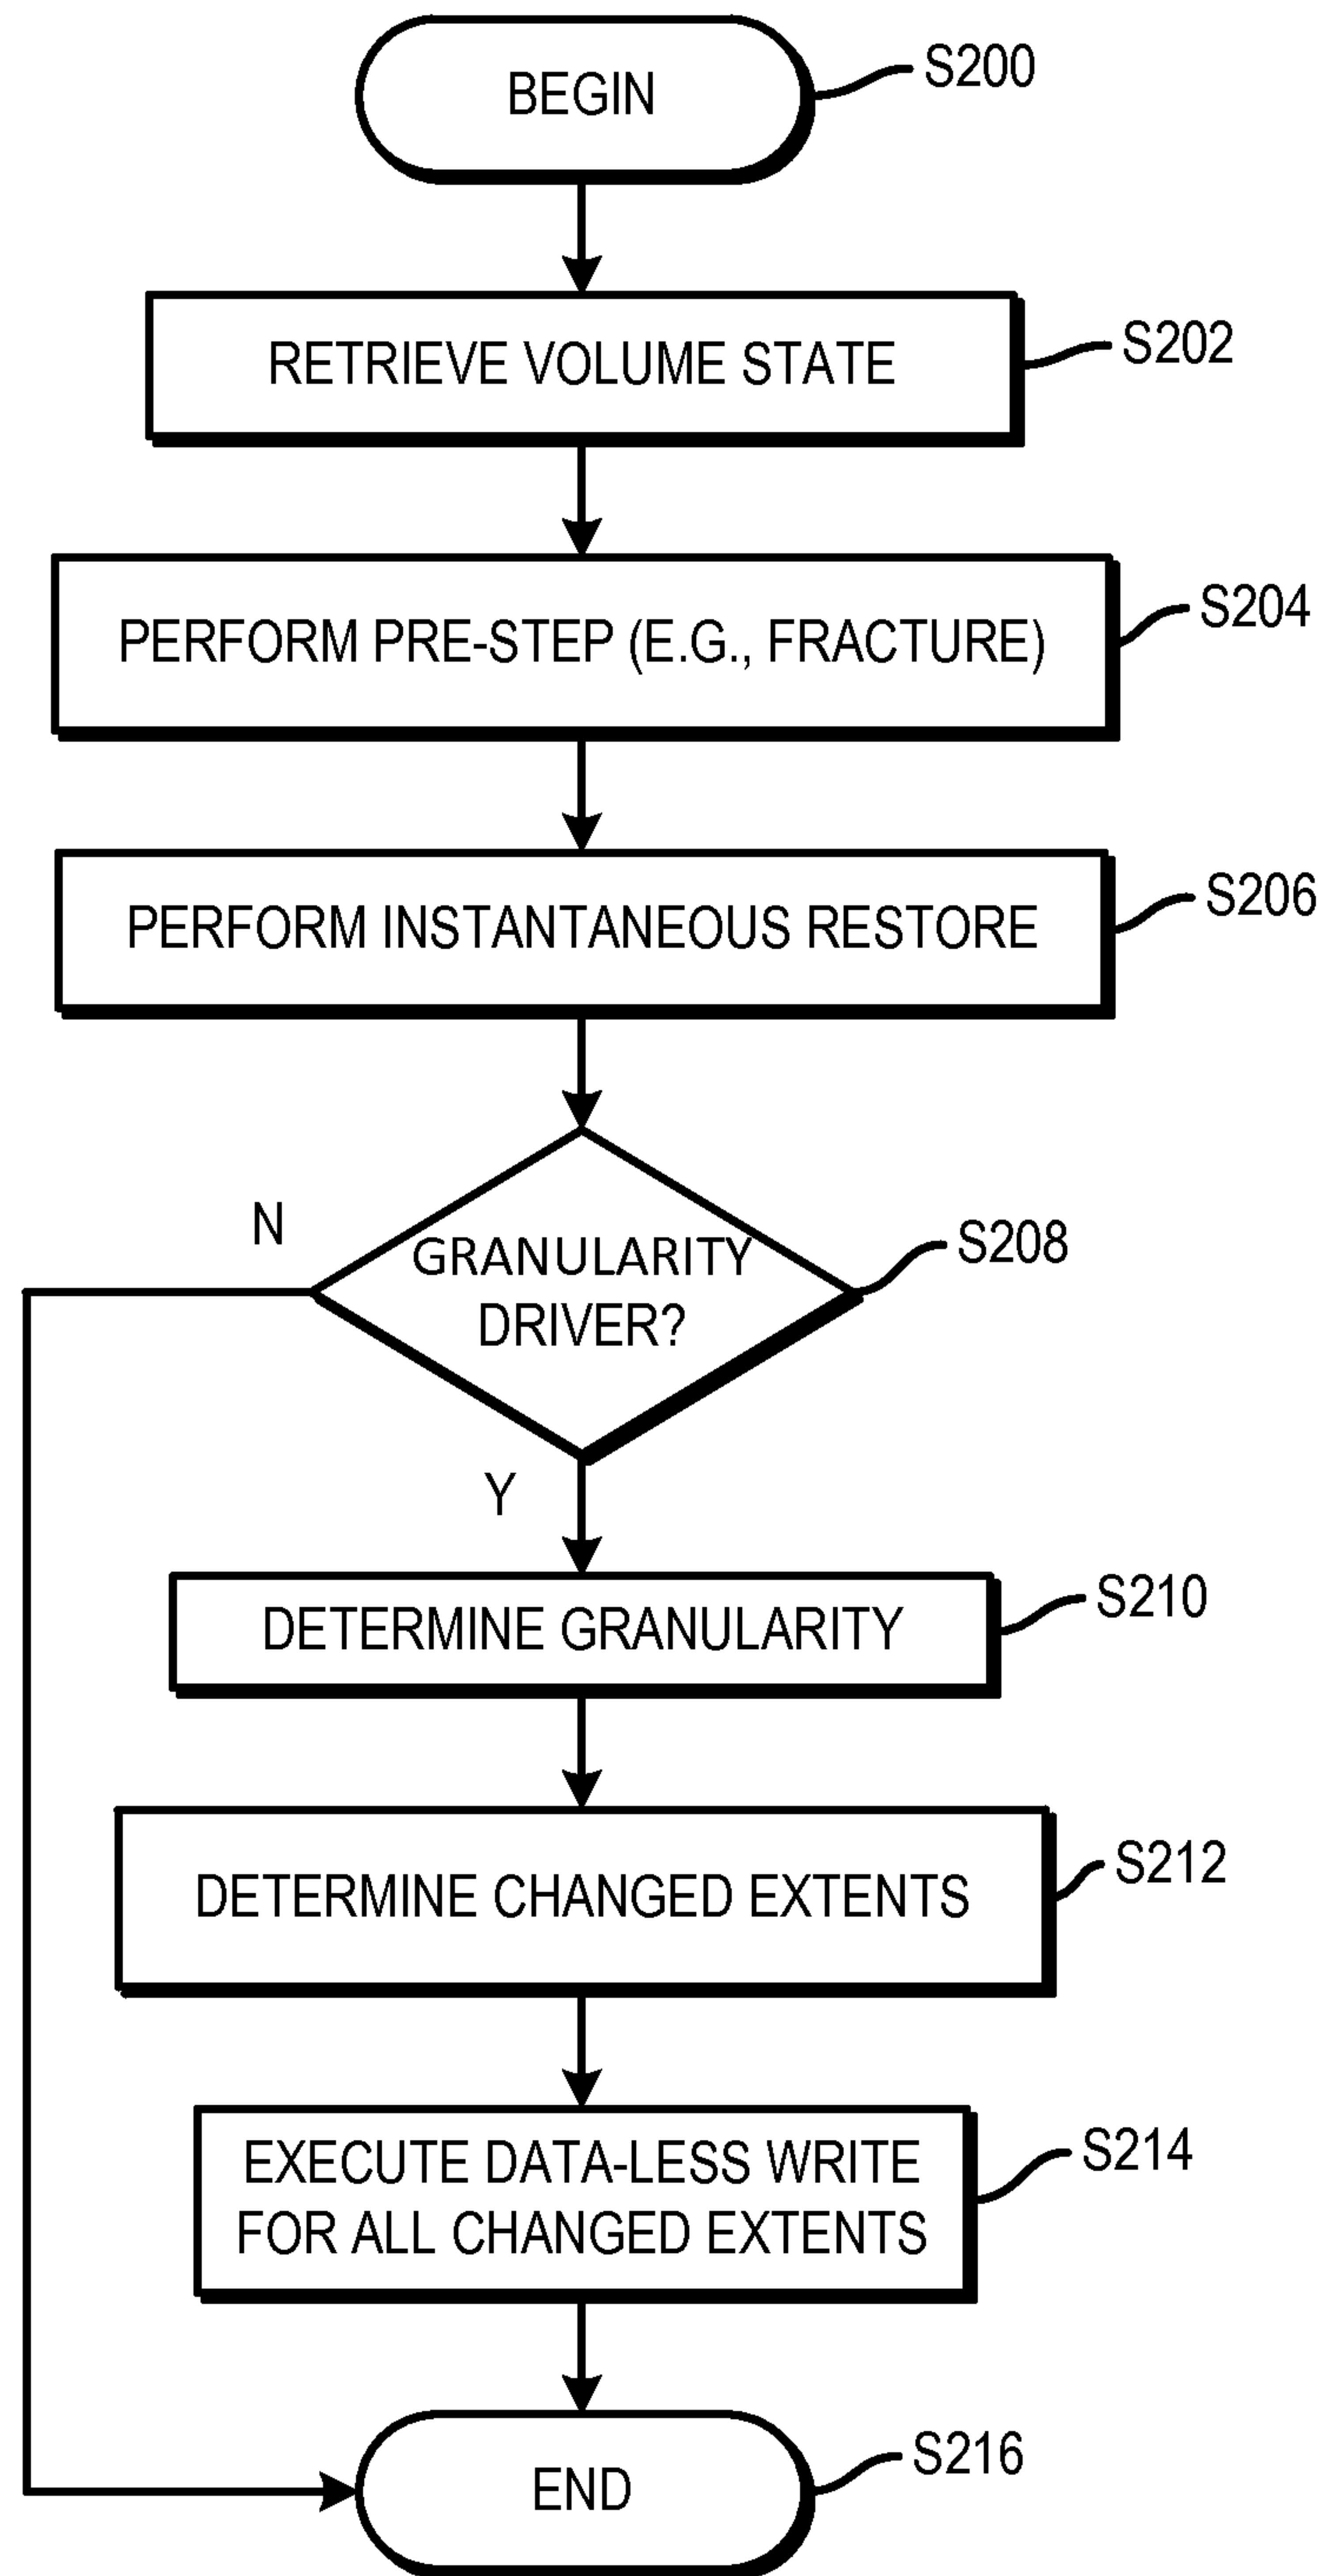 BEGIN
S200
RETRIEVE VOLUME STATE
S202
PERFORM PRE-STEP (E.G., FRACTURE)
S204
PERFORM INSTANTANEOUS RESTORE
S206
N
GRANULARITY
DRIVER?
S208
Y
DETERMINE GRANULARITY
S210
DETERMINE CHANGED EXTENTS
S212
EXECUTE DATA-LESS WRITE
FOR ALL CHANGED EXTENTS
S214
END
S216